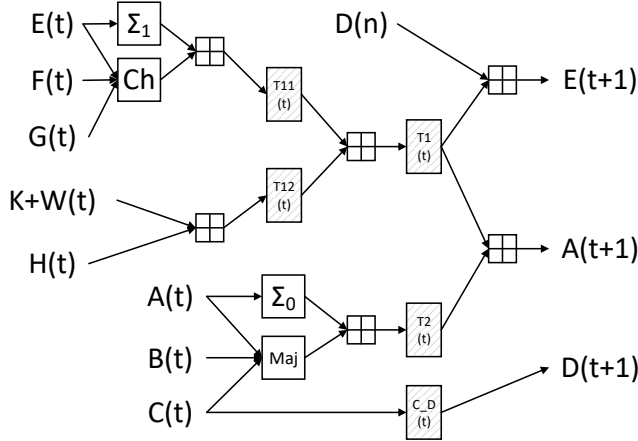 E(t)
Σ1
D(n)
F(t)
Ch
T11
(t)
E(t+1)
G(t)
T1
(t)
K+W(t)
T12
(t)
H(t)
A(t+1)
A(t)
Σ0
T2
(t)
B(t)
Maj
D(t+1)
C(t)
C_D
(t)